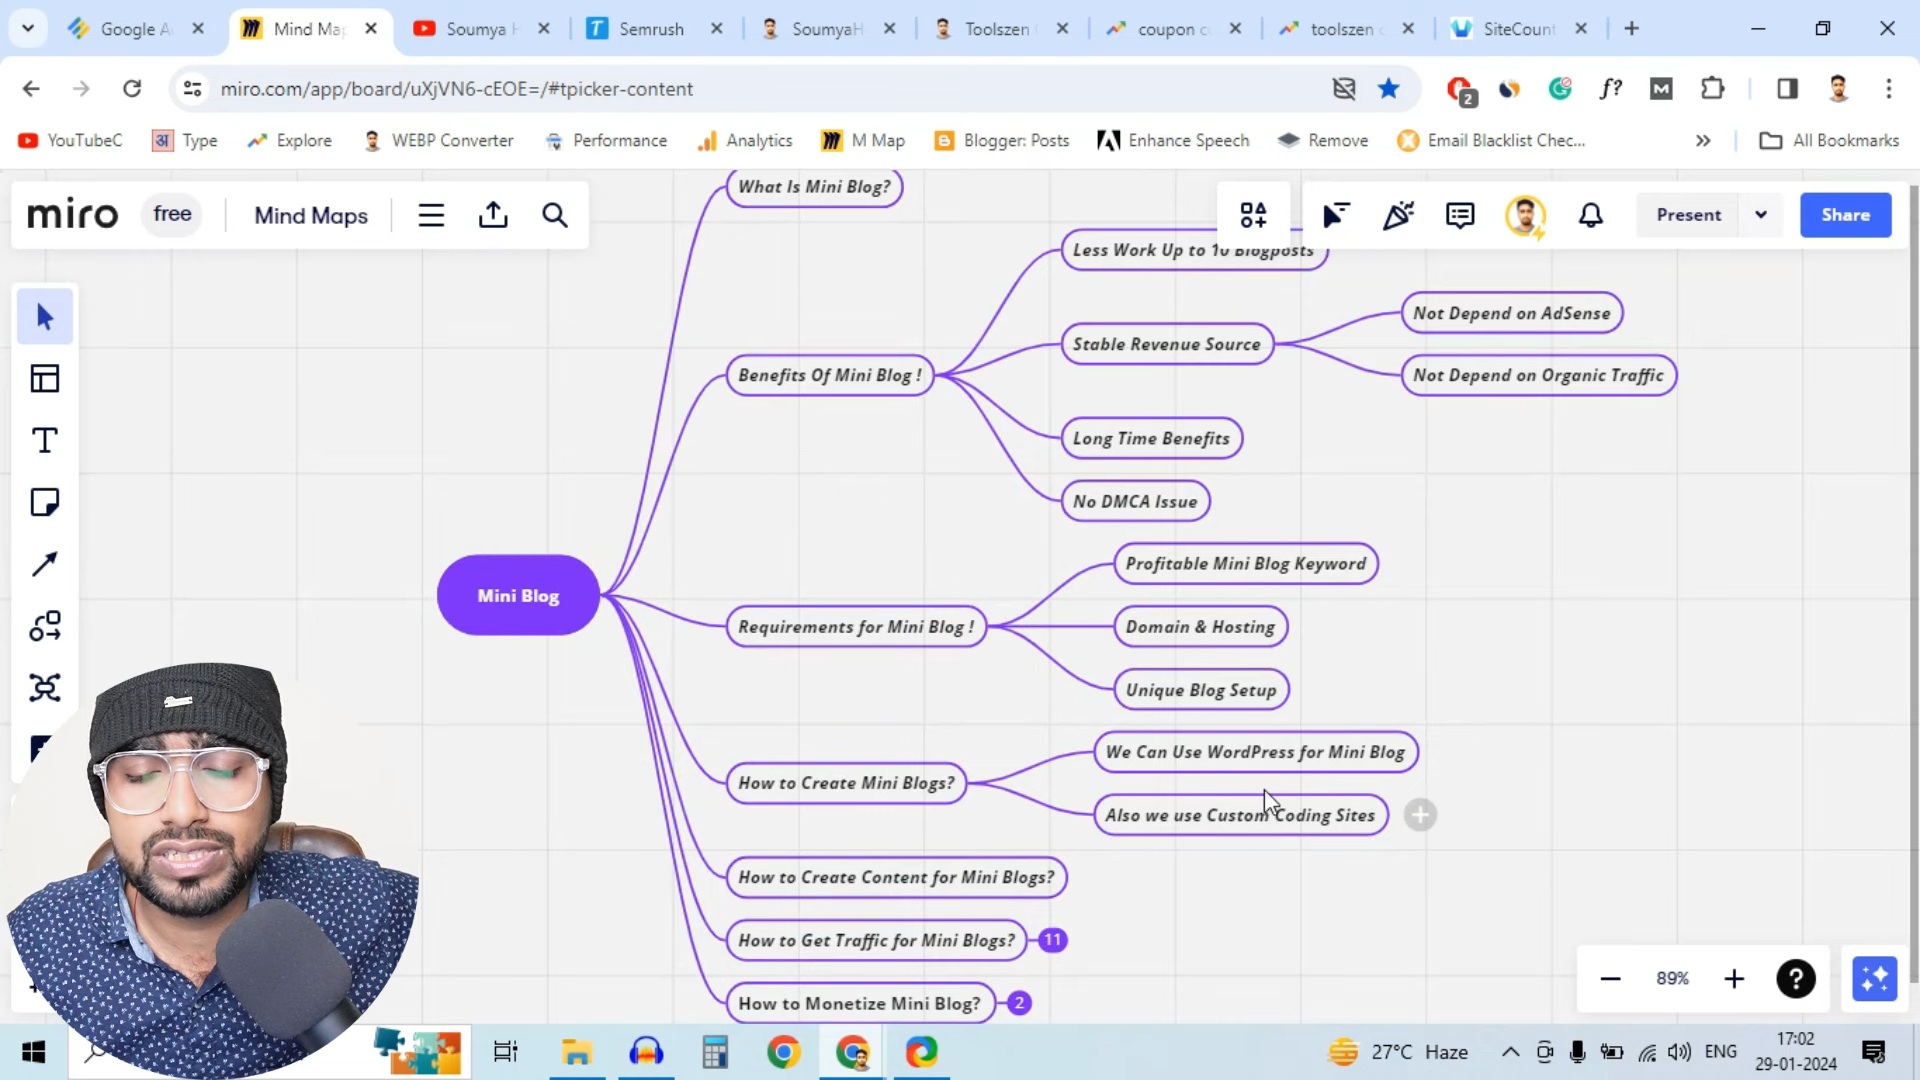 Google A
Mind Map
Soumya H
Semrush
SoumyaH
Toolszen
coupon c
toolszen
SiteCount
miro.com/app/board/uXjVN6-cEOE=/#tpicker-content
2
f?
M
YouTubeC
अ Type
Explore
WEBP Converter
Performance
Analytics
M Map
Blogger: Posts
Enhance Speech
Remove
Email Blacklist Chec...
All Bookmarks
miro
free
Mind Maps
Present
Share
What Is Mini Blog?
Less Work Up to 10 Blogposts
Not Depend on AdSense
Stable Revenue Source
Benefits Of Mini Blog !
Not Depend on Organic Traffic
Long Time Benefits
No DMCA Issue
Profitable Mini Blog Keyword
Mini Blog
Requirements for Mini Blog !
Domain & Hosting
Unique Blog Setup
We Can Use WordPress for Mini Blog
How to Create Mini Blogs?
Also we use Custom Coding Sites
How to Create Content for Mini Blogs?
How to Get Traffic for Mini Blogs?
11
How to Monetize Mini Blog?
2
89%
?
27°C Haze
ENG
17:02
29-01-2024